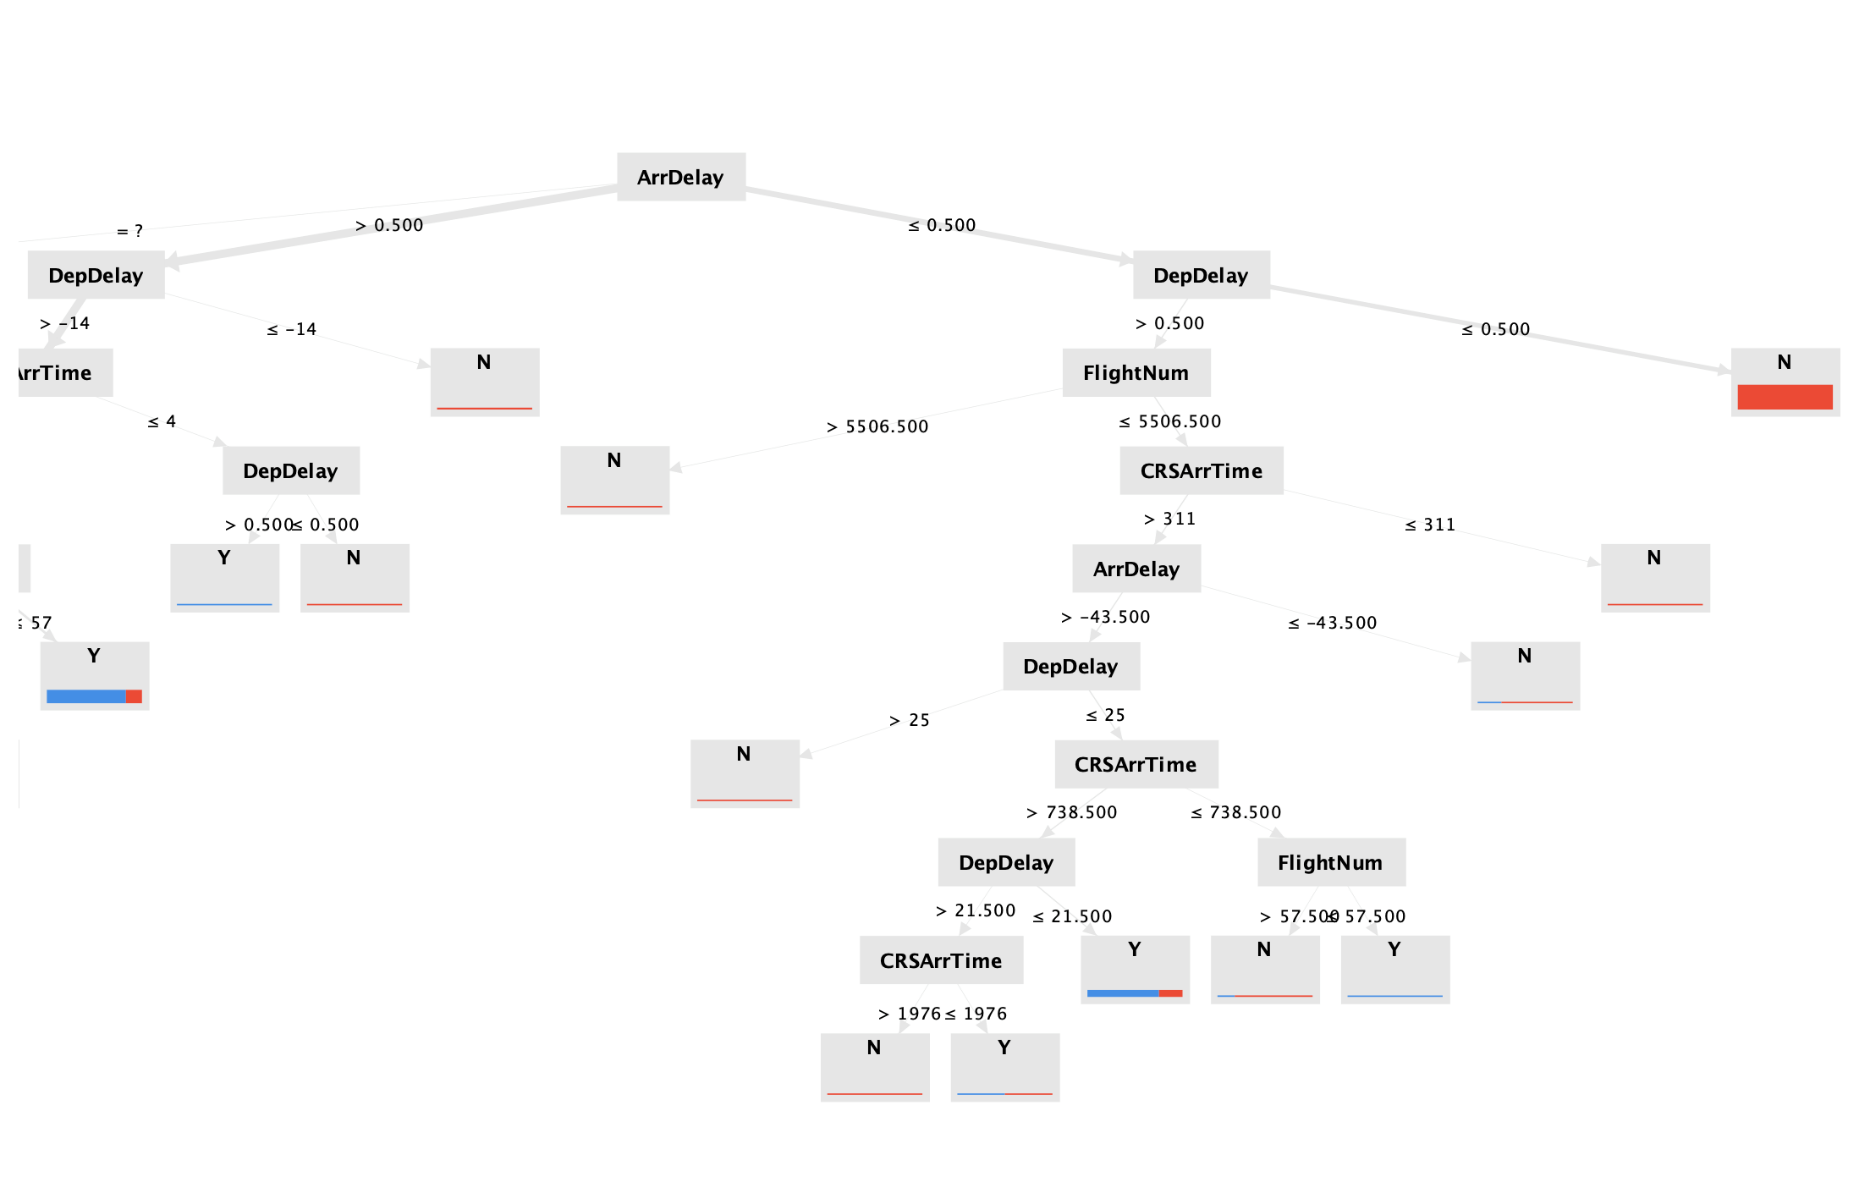 ArrDelay
= ?
> 0.500
≤ 0.500
DepDelay
DepDelay
> -14
≤ -14
> 0.500
≤ 0.500
ArrTime
N
FlightNum
N
≤ 4
> 5506.500
≤ 5506.500
DepDelay
N
CRSArrTime
> 0.500
≤ 0.500
> 311
≤ 311
Y
N
ArrDelay
N
≤ 57
> -43.500
≤ -43.500
Y
DepDelay
N
> 25
≤ 25
N
CRSArrTime
> 738.500
≤ 738.500
DepDelay
FlightNum
> 21.500
≤ 21.500
> 57.500
≤ 57.500
CRSArrTime
Y
N
Y
> 1976
≤ 1976
N
Y